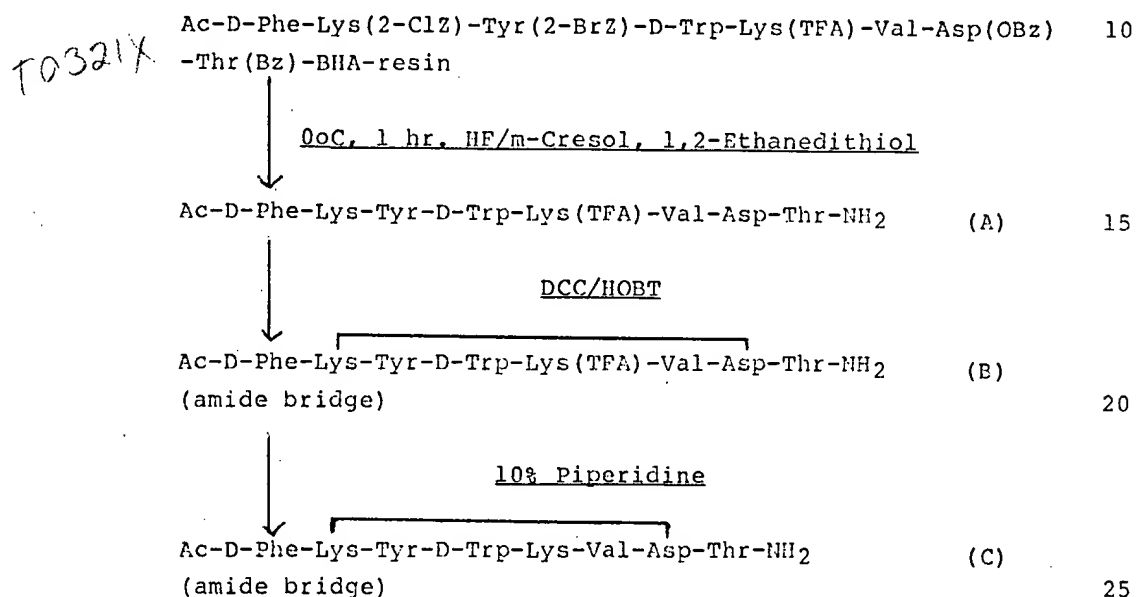 Ac-D-Phe-Lys(2-ClZ)-Tyr(2-BrZ)-D-Trp-Lys(TFA)-Val-Asp(OBz) 10
T0321X
-Thr(Bz)-BHA-resin
0oC, 1 hr. HF/m-Cresol, 1,2-Ethanedithiol
Ac-D-Phe-Lys-Tyr-D-Trp-Lys(TFA)-Val-Asp-Thr-NH2 (A) 15
DCC/HOBT
Ac-D-Phe-Lys-Tyr-D-Trp-Lys(TFA)-Val-Asp-Thr-NH2 (B)
(amide bridge) 20
10% Piperidine
Ac-D-Phe-Lys-Tyr-D-Trp-Lys-Val-Asp-Thr-NH2 (C)
(amide bridge) 25